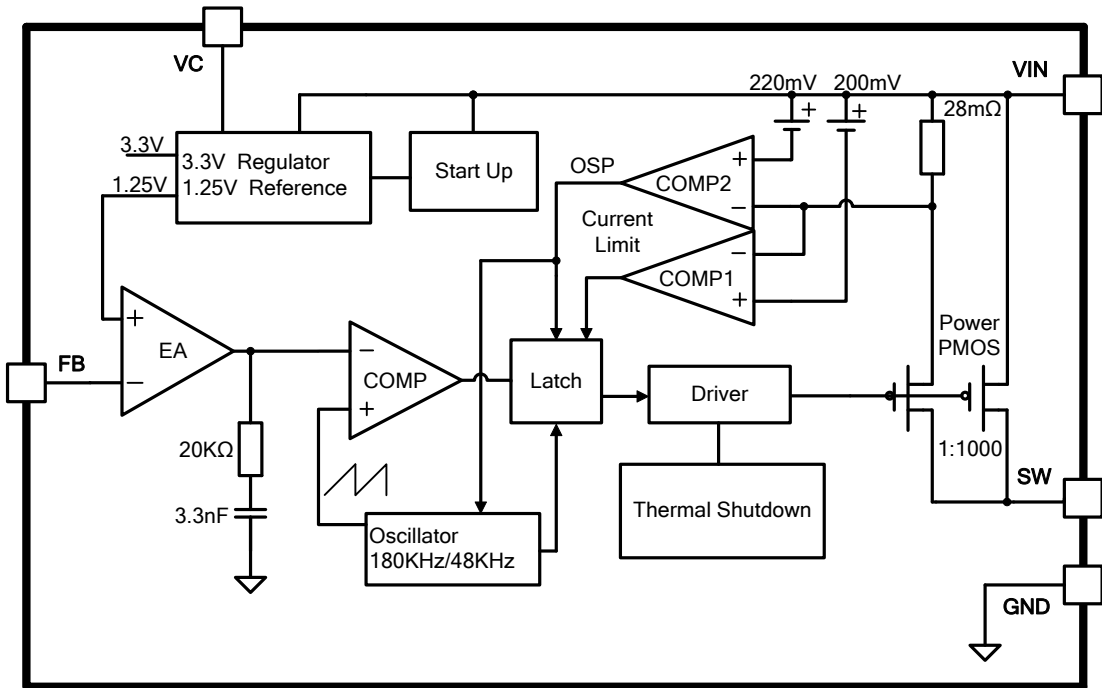 VC
VIN
220mV
200mV
+
+
28mΩ
3.3V
3.3V Regulator
1.25V
1.25V Reference
Start Up
OSP
+
COMP2
−
Current
Limit
−
COMP1
+
Power
PMOS
+
EA
FB
−
−
COMP
+
Latch
Driver
1:1000
20KΩ
SW
3.3nF
Thermal Shutdown
Oscillator
180KHz/48KHz
GND